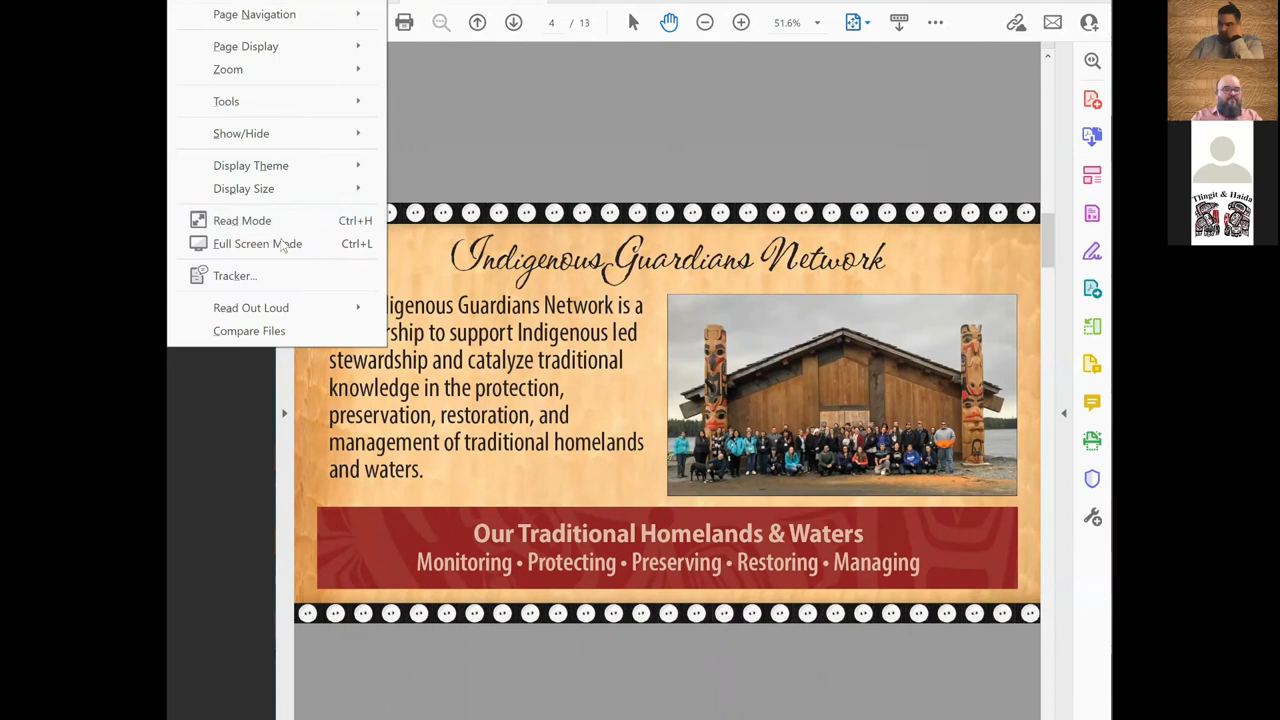 Page Navigation
Page Display
Zoom
Tools
Show/Hide
Display Theme
Display Size
Read Mode Ctrl+H
Full Screen Mode Ctrl+L
Tracker...
Read Out Loud
Compare Files
4 / 13
51.6%
Indigenous Guardians Network
digenous Guardians Network is a
ship to support Indigenous led
stewardship and catalyze traditional
knowledge in the protection,
preservation, restoration, and
management of traditional homelands
and waters.
Our Traditional Homelands & Waters
Monitoring • Protecting • Preserving • Restoring • Managing
Tlingit & Haida